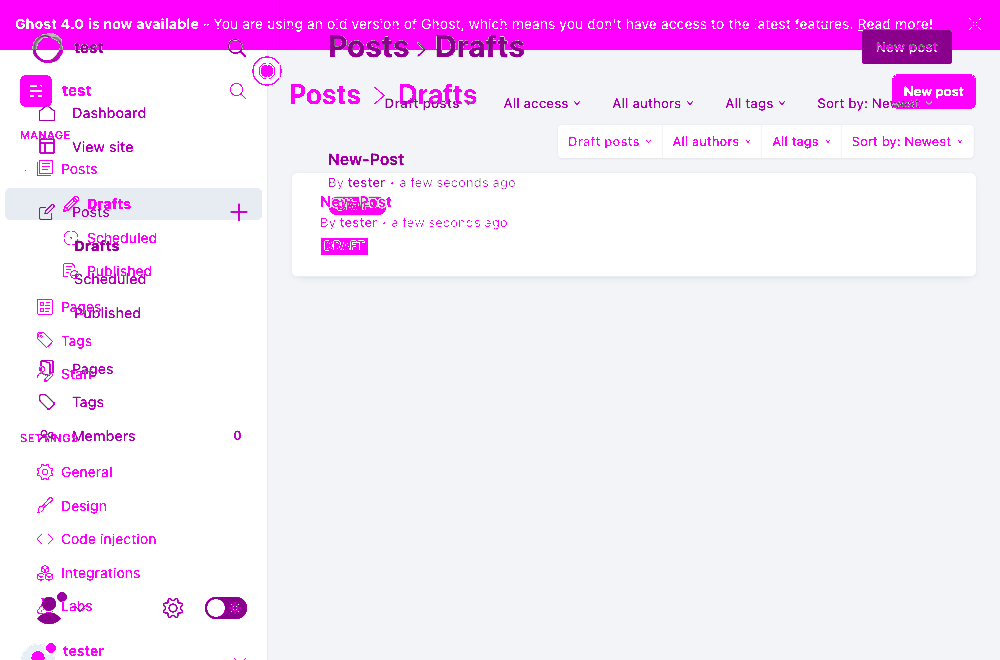 Ghost 4.0 is now available - You are using an old version of Ghost, which means you don't have access to the latest features. Read more!
test
Posts › Drafts
New post
test
Posts > Drafts
New post
Draft posts
All access
All authors
All tags
Sort by: Newest
Dashboard
MANAGE
View site
Draft posts
All authors
All tags
Sort by: Newest
New-Post
Posts
By tester • a few seconds ago
Drafts
New-Post
Posts
By tester • a few seconds ago
Scheduled
Drafts
DRAFT
Published
Scheduled
Pages
Published
Tags
Pages
Staff
Tags
SETTINGS
Members
0
General
Design
Code injection
Integrations
Labs
tester